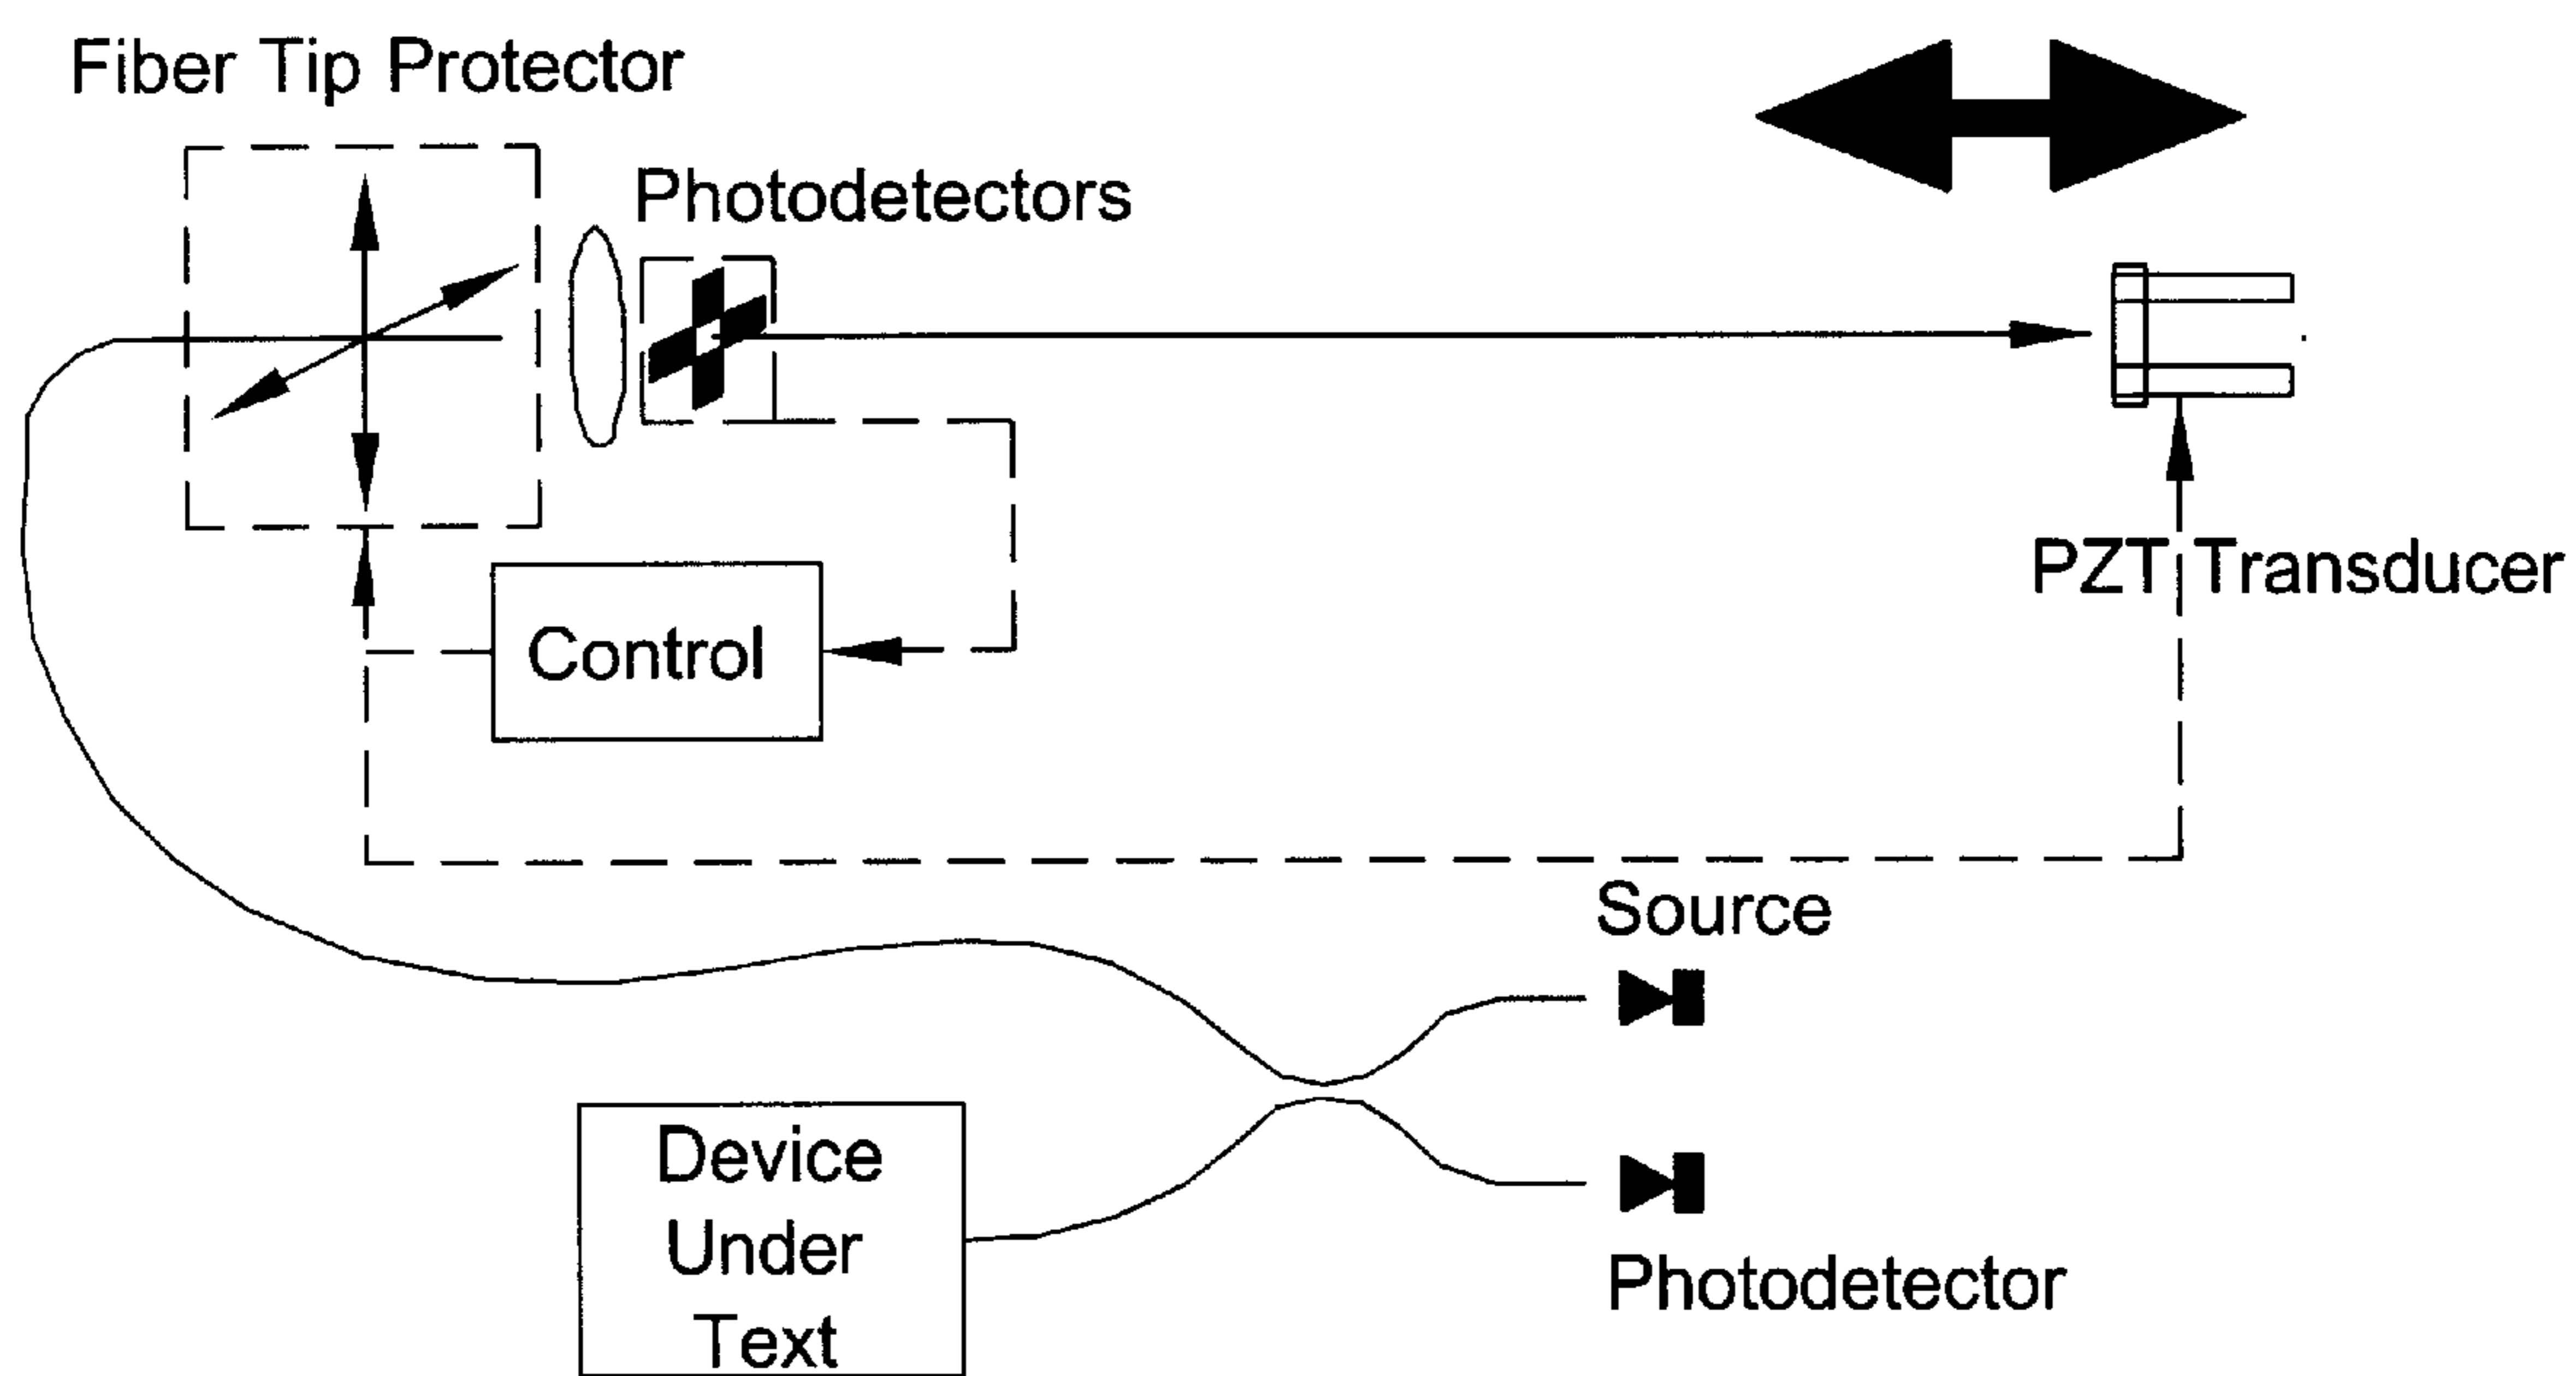 Fiber Tip Protector
Photodetectors
PZT Transducer
Control
Source
Device
Under
Text
Photodetector